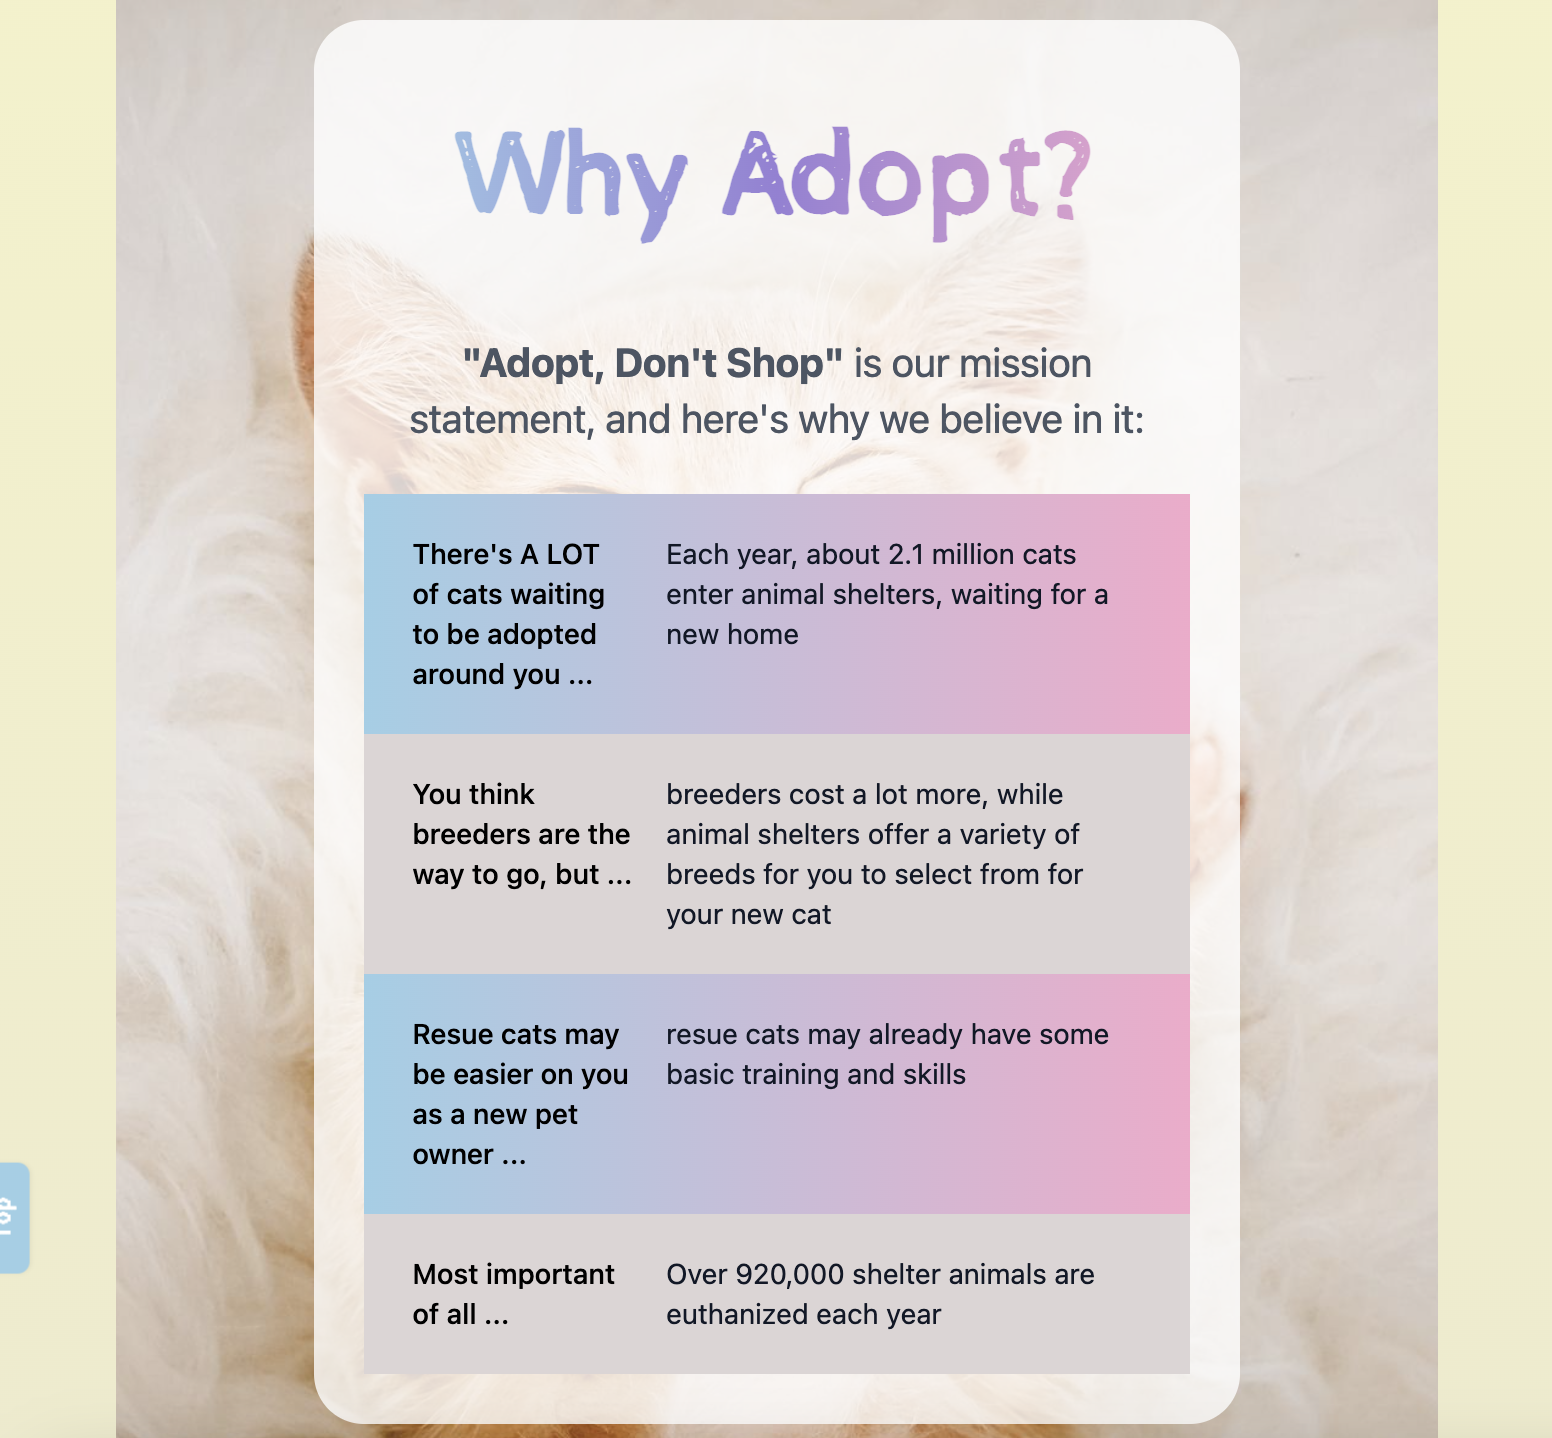 Why Adopt?
"Adopt, Don't Shop" is our mission
statement, and here's why we believe in it:
There's A LOT
of cats waiting
to be adopted
around you ...
Each year, about 2.1 million cats
enter animal shelters, waiting for a
new home
You think
breeders are the
way to go, but ...
breeders cost a lot more, while
animal shelters offer a variety of
breeds for you to select from for
your new cat
Resue cats may
be easier on you
as a new pet
owner ...
resue cats may already have some
basic training and skills
Most important
of all ...
Over 920,000 shelter animals are
euthanized each year
Top